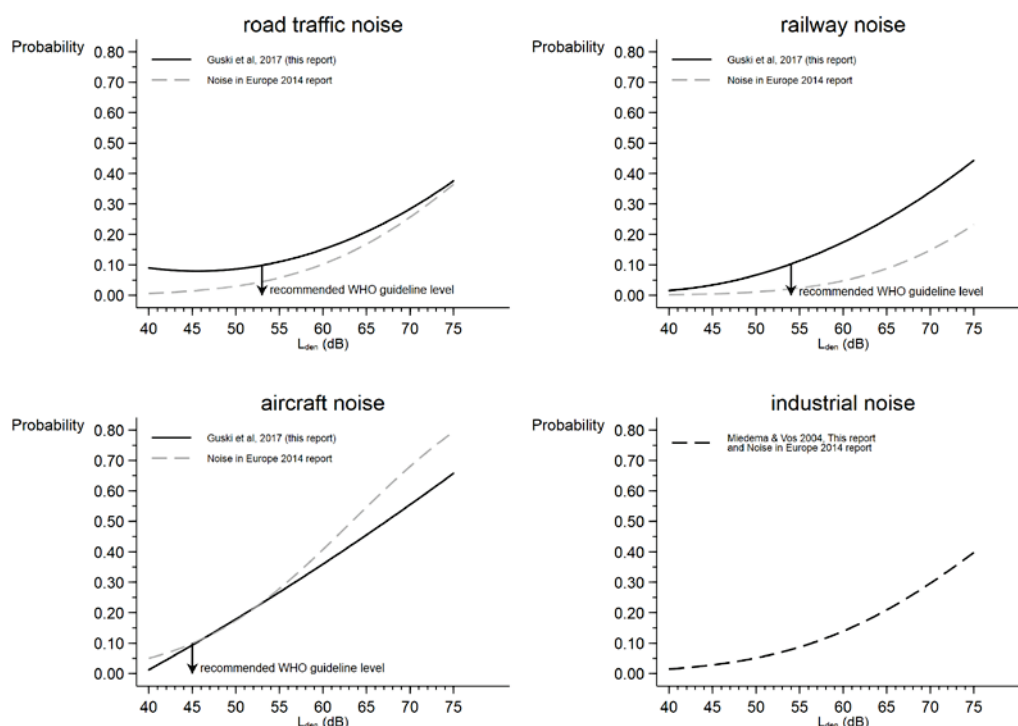 road traffic noise
Probability
Guski et al, 2017 (this report)
Noise in Europe 2014 report
0.80
0.70
0.60
0.50
0.40
0.30
0.20
0.10
0.00
recommended WHO guideline level
40 45 50 55 60 65 70 75
Lden (dB)
railway noise
Probability
Guski et al, 2017 (this report)
Noise in Europe 2014 report
0.80
0.70
0.60
0.50
0.40
0.30
0.20
0.10
0.00
recommended WHO guideline level
40 45 50 55 60 65 70 75
Lden (dB)
aircraft noise
Probability
Guski et al, 2017 (this report)
Noise in Europe 2014 report
0.80
0.70
0.60
0.50
0.40
0.30
0.20
0.10
0.00
recommended WHO guideline level
40 45 50 55 60 65 70 75
Lden (dB)
industrial noise
Probability
Miedema & Vos 2004, This report
and Noise in Europe 2014 report
0.80
0.70
0.60
0.50
0.40
0.30
0.20
0.10
0.00
40 45 50 55 60 65 70 75
Lden (dB)